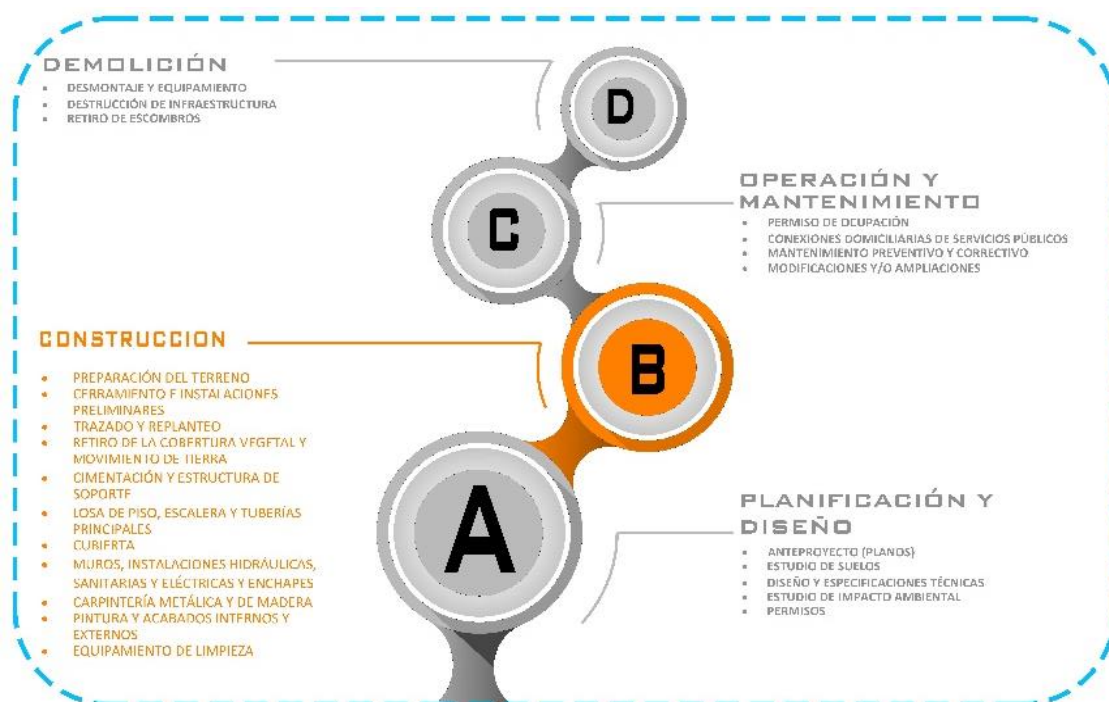 DEMOLICIÓN
• DESMONTAJE Y EQUIPAMIENTO
• DESTRUCCIÓN DE INFRAESTRUCTURA
• RETIRO DE ESCOMBROS
D
C
OPERACIÓN Y
MANTENIMIENTO
• PERMISO DE OCUPACIÓN
• CONEXIONES DOMICILIARIAS DE SERVICIOS PÚBLICOS
• MANTENIMIENTO PREVENTIVO Y CORRECTIVO
• MODIFICACIONES Y/O AMPLIACIONES
CONSTRUCCION
• PREPARACIÓN DEL TERRENO
• CERRAMIENTO E INSTALACIONES
PRELIMINARES
• TRAZADO Y REPLANTEO
• RETIRO DE LA COBERTURA VEGETAL Y
MOVIMIENTO DE TIERRA
• CIMENTACIÓN Y ESTRUCTURA DE
SOPORTE
• LOSA DE PISO, ESCALERA Y TUBERÍAS
PRINCIPALES
• CUBIERTA
• MUROS, INSTALACIONES HIDRÁULICAS,
SANITARIAS Y ELÉCTRICAS Y ENCHAPES
• CARPINTERÍA METÁLICA Y DE MADERA
• PINTURA Y ACABADOS INTERNOS Y
EXTERNOS
• EQUIPAMIENTO DE LIMPIEZA
B
A
PLANIFICACIÓN Y
DISEÑO
• ANTEPROYECTO (PLANOS)
• ESTUDIO DE SUELOS
• DISEÑO Y ESPECIFICACIONES TÉCNICAS
• ESTUDIO DE IMPACTO AMBIENTAL
• PERMISOS